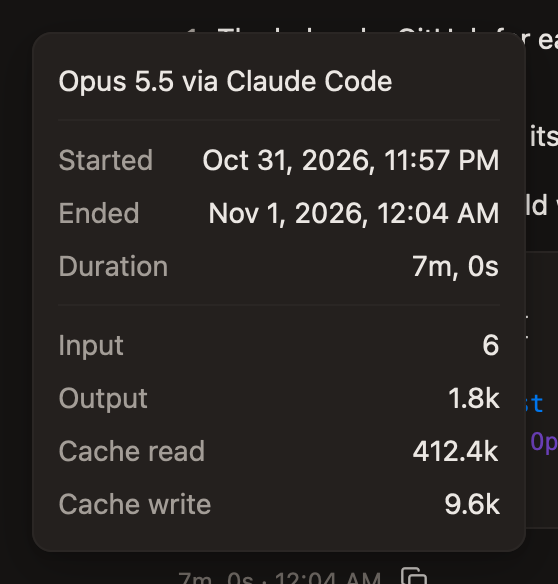 Opus 5.5 via Claude Code
Started Oct 31, 2026, 11:57 PM
Ended Nov 1, 2026, 12:04 AM
Duration 7m, 0s
Input 6
Output 1.8k
Cache read 412.4k
Cache write 9.6k
7m, 0s · 12:04 AM